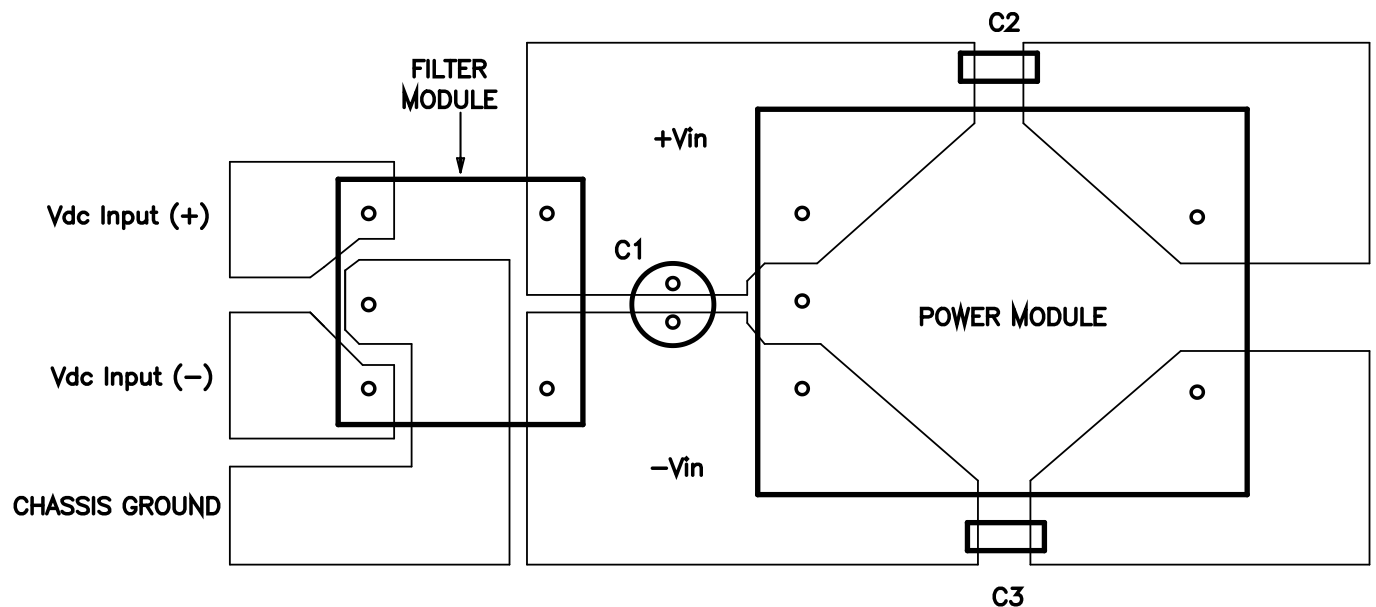 C2
FILTER
MODULE
+Vin
Vdc Input (+)
C1
POWER MODULE
Vdc Input (−)
−Vin
CHASSIS GROUND
C3